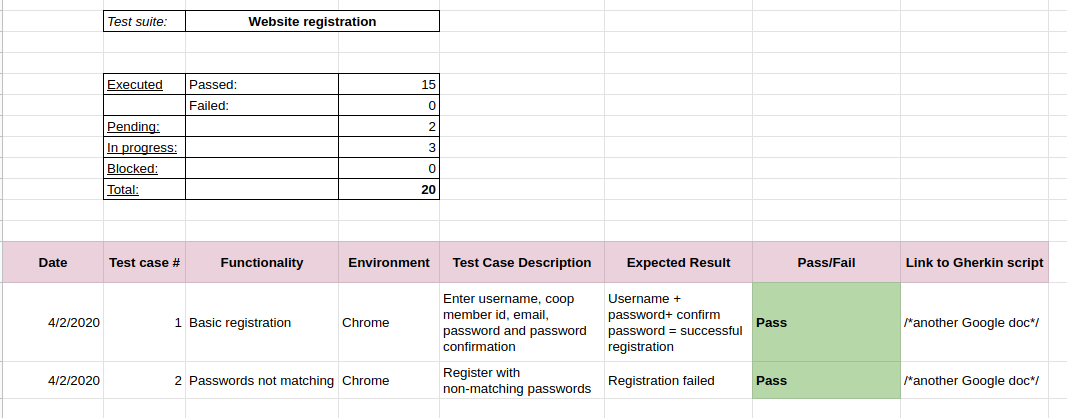 Test suite: Website registration
Executed Passed: 15
Failed: 0
Pending: 2
In progress: 3
Blocked: 0
Total: 20
Date Test case # Functionality Environment Test Case Description Expected Result Pass/Fail Link to Gherkin script
4/2/2020 1 Basic registration Chrome
Enter username, coop
member id, email,
password and password
confirmation
Username +
password+ confirm
password = successful
registration
Pass /*another Google doc*/
4/2/2020 2 Passwords not matching Chrome
Register with
non-matching passwords
Registration failed Pass /*another Google doc*/